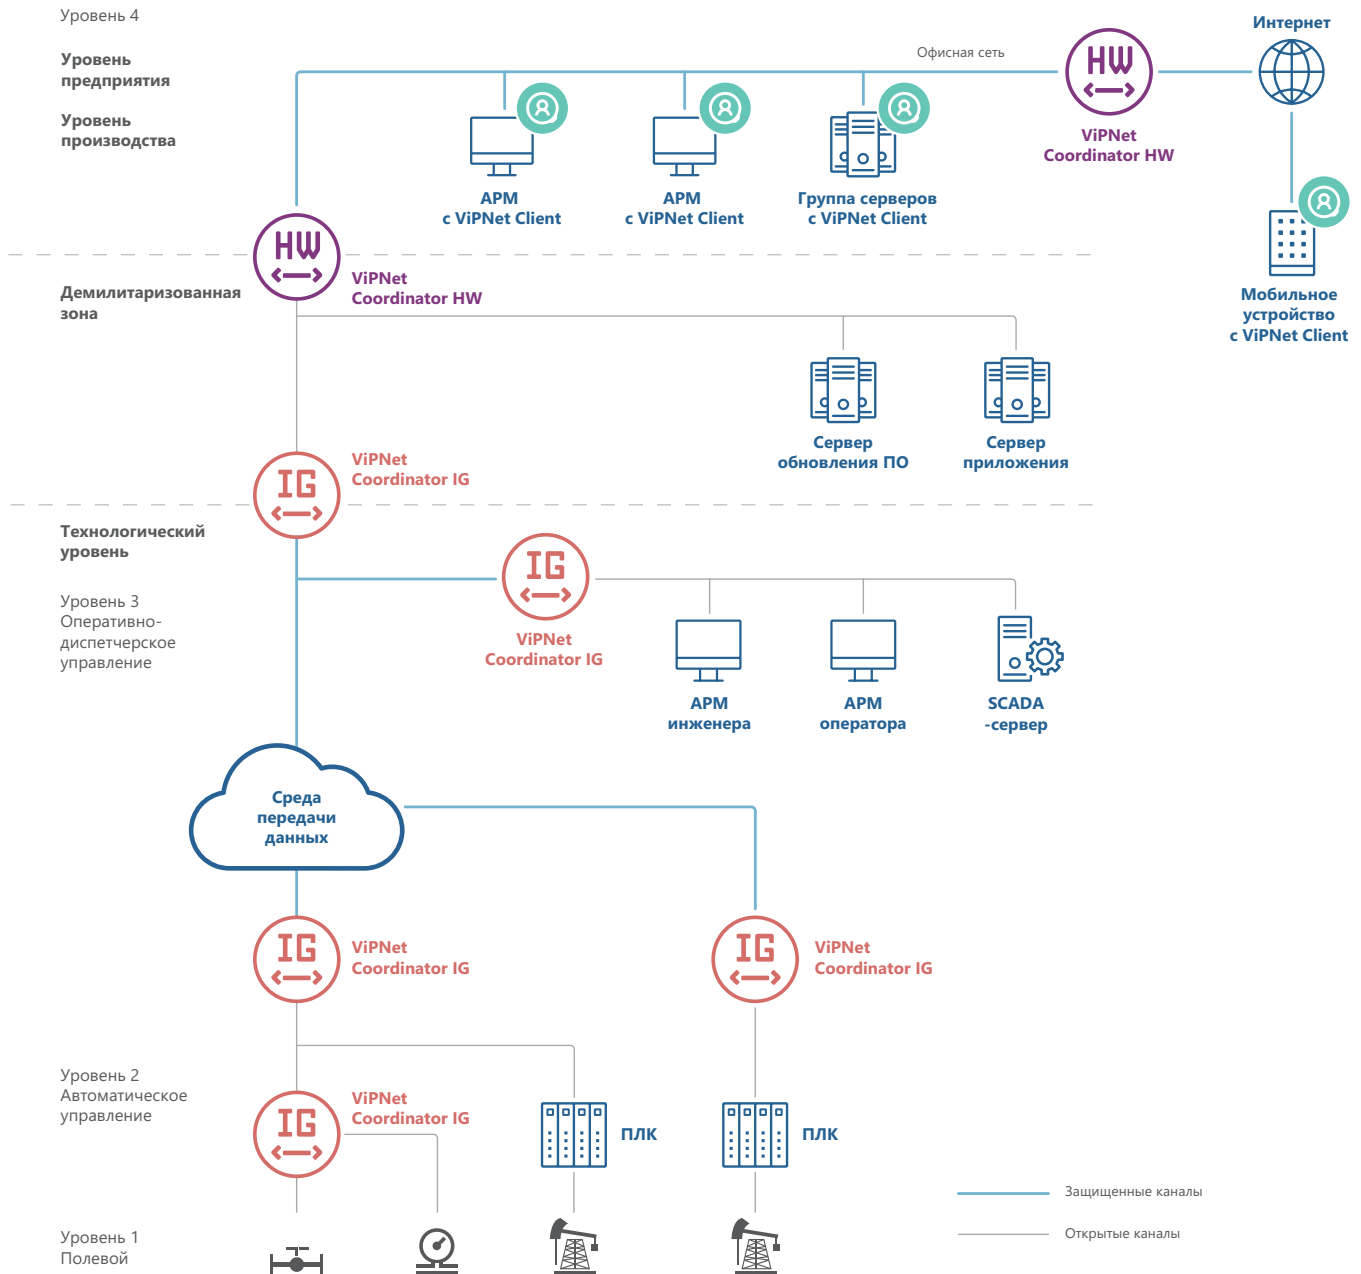 Уровень 4
Уровень
предприятия
Уровень
производства
Офисная сеть
Интернет
HW
ViPNet
Coordinator HW
АРМ
с ViPNet Client
АРМ
с ViPNet Client
Группа серверов
с ViPNet Client
Мобильное
устройство
с ViPNet Client
HW
ViPNet
Coordinator HW
Демилитаризованная
зона
Сервер
обновления ПО
Сервер
приложения
IG
ViPNet
Coordinator IG
Технологический
уровень
Уровень 3
Оперативно-
диспетчерское
управление
IG
ViPNet
Coordinator IG
АРМ
инженера
АРМ
оператора
SCADA
-сервер
Среда
передачи
данных
IG
ViPNet
Coordinator IG
IG
ViPNet
Coordinator IG
Уровень 2
Автоматическое
управление
IG
ViPNet
Coordinator IG
ПЛК
ПЛК
Защищенные каналы
Открытые каналы
Уровень 1
Полевой